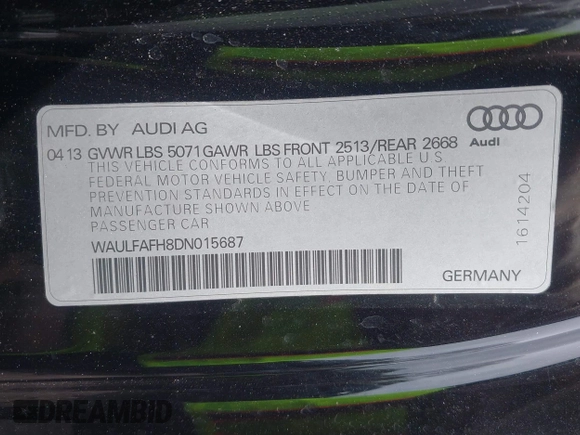 MFD. BY AUDI AG
04 13 GVWR LBS 5071 GAWR LBS FRONT 2513/REAR 2668
Audi
THIS VEHICLE CONFORMS TO ALL APPLICABLE U S
FEDERAL MOTOR VEHICLE SAFETY, BUMPER AND THEFT
PREVENTION STANDARDS IN EFFECT ON THE DATE OF
MANUFACTURE SHOWN ABOVE
PASSENGER CAR
WAULFAFH8DN015687
GERMANY
1614204
DREAMBID